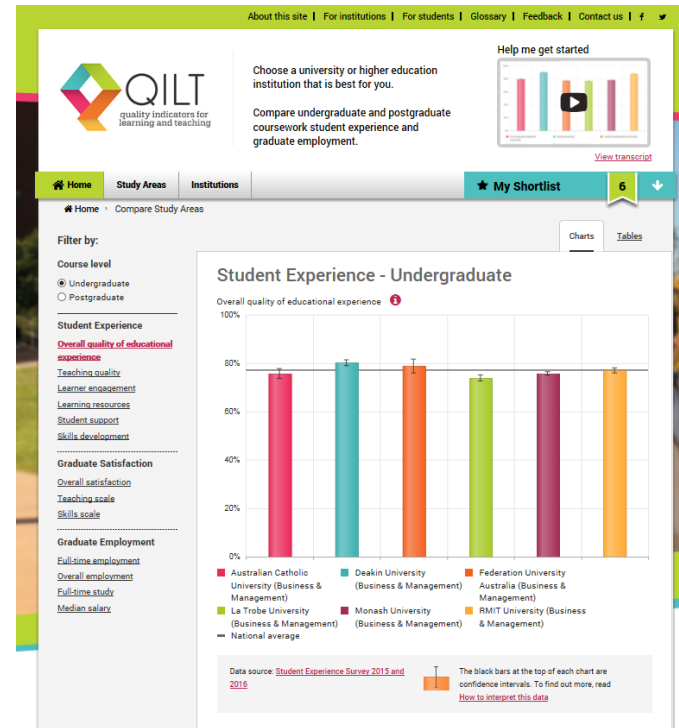 About this site | For institutions | For students | Glossary | Feedback | Contact us |
QILT
quality indicators for
learning and teaching
Choose a university or higher education
institution that is best for you.
Compare undergraduate and postgraduate
coursework student experience and
graduate employment.
Help me get started
View transcript
Home Study Areas Institutions
My Shortlist 6
Home · Compare Study Areas
Charts Tables
Filter by:
Course level
Undergraduate
Postgraduate
Student Experience
Overall quality of educational
experience
Teaching quality
Learner engagement
Learning resources
Student support
Skills development
Graduate Satisfaction
Overall satisfaction
Teaching scale
Skills scale
Graduate Employment
Full-time employment
Overall employment
Full-time study
Median salary
Student Experience - Undergraduate
Overall quality of educational experience
100%
80%
60%
40%
20%
0%
Australian Catholic
University (Business &
Management)
Deakin University
(Business & Management)
Federation University
Australia (Business &
Management)
La Trobe University
(Business & Management)
Monash University
(Business & Management)
RMIT University (Business
& Management)
National average
Data source: Student Experience Survey 2015 and
2016
The black bars at the top of each chart are
confidence intervals. To find out more, read
How to interpret this data